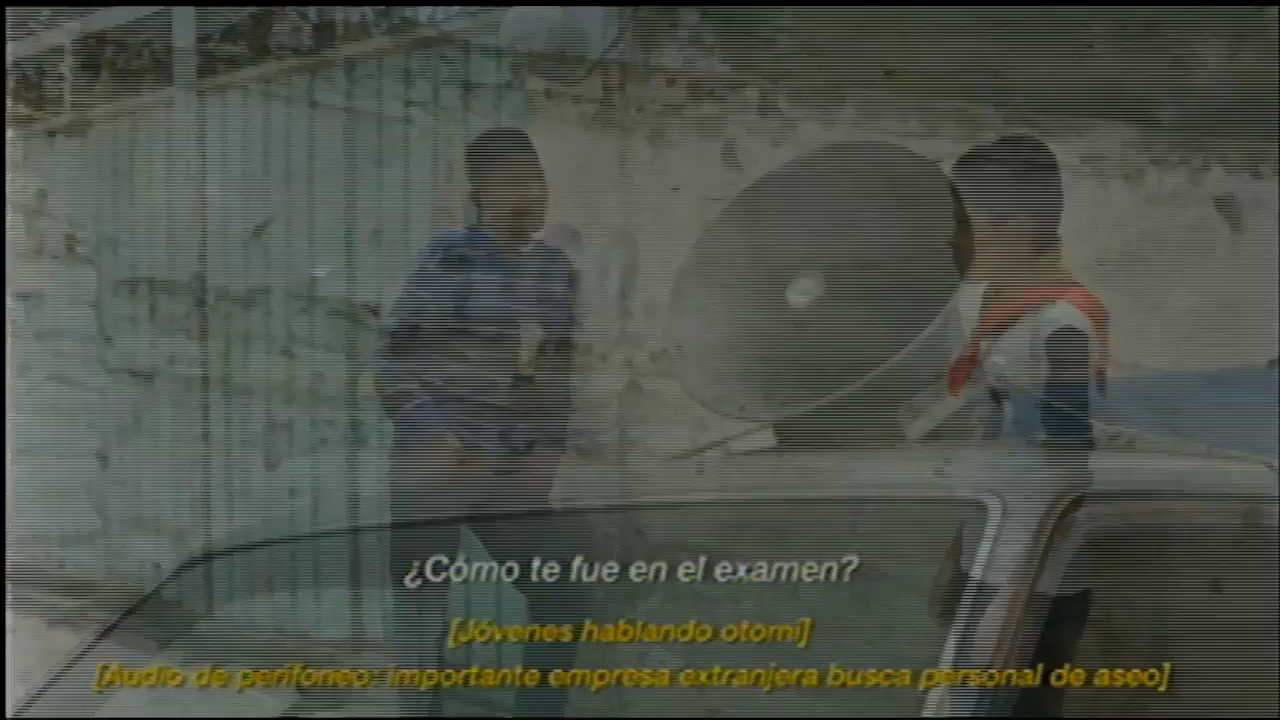 ¿Cómo te fue en el examen?
[Jóvenes hablando otomí]
[Audio de perifoneo: importante empresa extranjera busca personal de aseo]